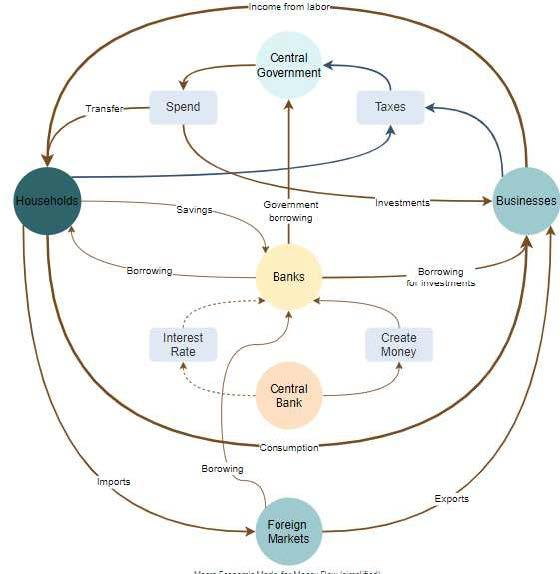 Income from labor
Central
Government
Transfer
Spend
Taxes
Households
Savings
Government
borrowing
Investments
Businesses
Borrowing
Banks
Borrowing
for investments
Interest
Rate
Create
Money
Central
Bank
Consumption
Borowing
Imports
Exports
Foreign
Markets